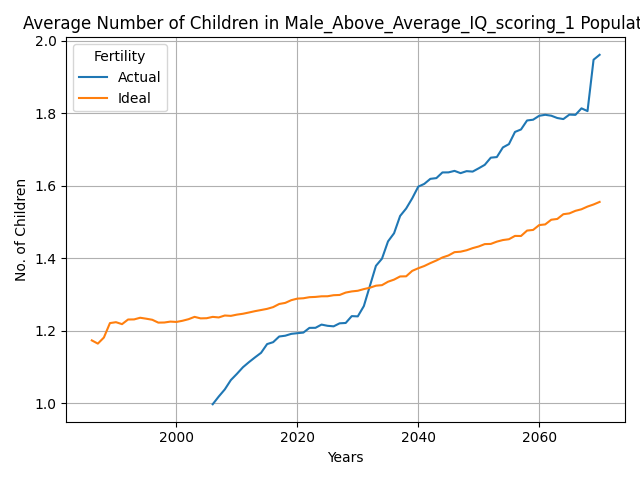 Average Number of Children in Male_Above_Average_IQ_scoring_1 Populat
Fertility
Actual
Ideal
2.0
1.8
1.6
1.4
1.2
1.0
No. of Children
2000
2020
2040
2060
Years